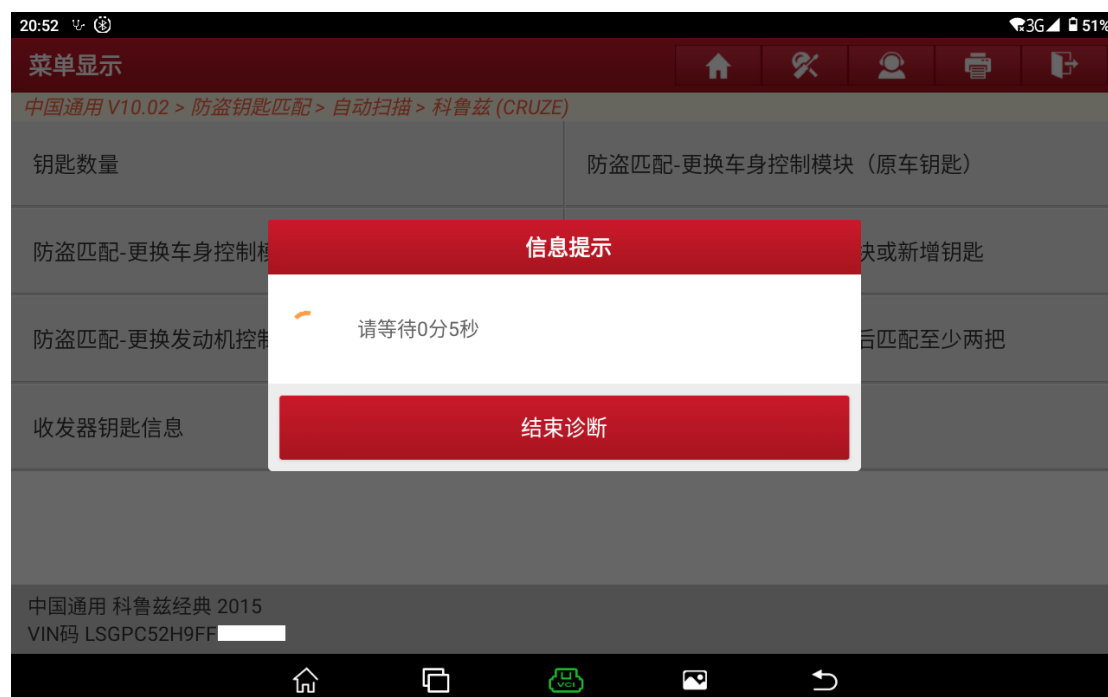 20:52 3G 51%
菜单显示
中国通用 V10.02 > 防盗钥匙匹配 > 自动扫描 > 科鲁兹 (CRUZE)
钥匙数量 防盗匹配-更换车身控制模块（原车钥匙）
防盗匹配-更换车身控制模 块或新增钥匙
信息提示
请等待0分5秒
防盗匹配-更换发动机控制 后匹配至少两把
收发器钥匙信息
结束诊断
中国通用 科鲁兹经典 2015
VIN码 LSGPC52H9FF
VCI